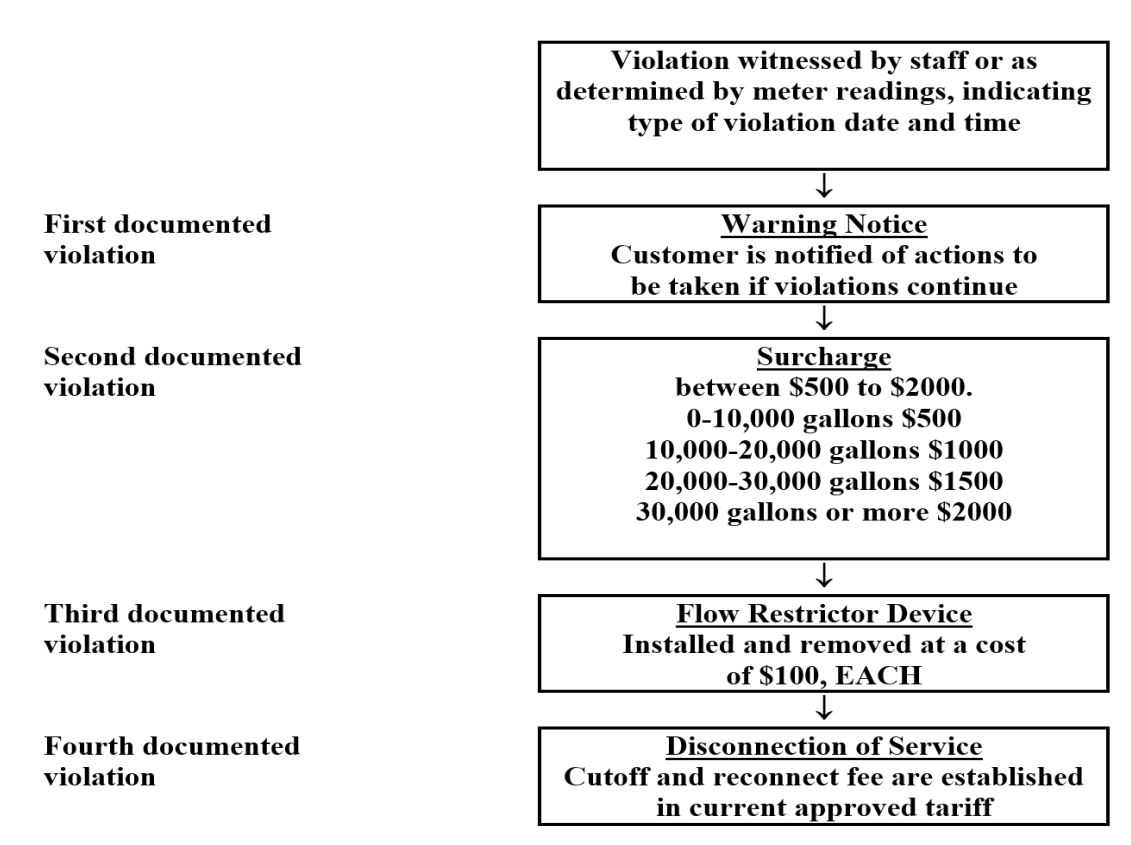 Violation witnessed by staff or as
determined by meter readings, indicating
type of violation date and time
↓
First documented
violation
Warning Notice
Customer is notified of actions to
be taken if violations continue
↓
Second documented
violation
Surcharge
between $500 to $2000.
0-10,000 gallons $500
10,000-20,000 gallons $1000
20,000-30,000 gallons $1500
30,000 gallons or more $2000
↓
Third documented
violation
Flow Restrictor Device
Installed and removed at a cost
of $100, EACH
↓
Fourth documented
violation
Disconnection of Service
Cutoff and reconnect fee are established
in current approved tariff